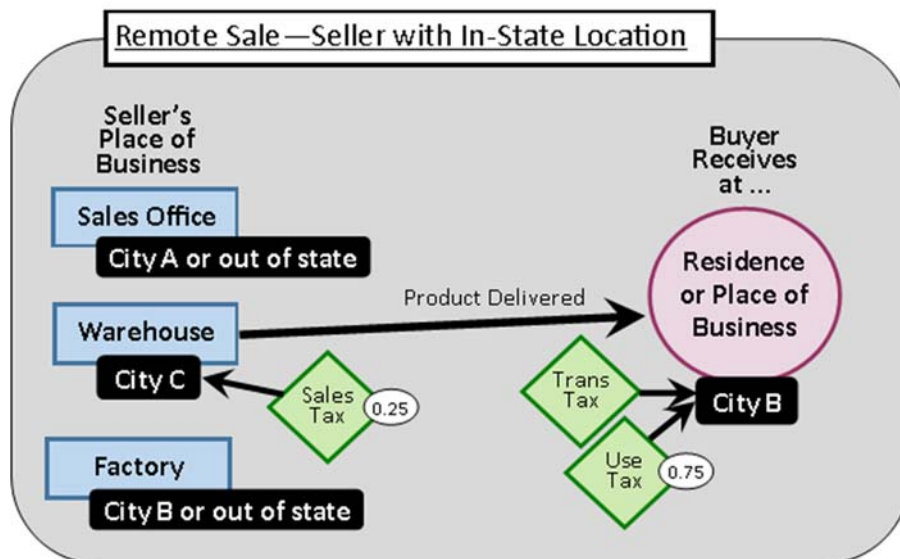 Remote Sale—Seller with In-State Location
Seller's
Place of
Business
Buyer
Receives
at ...
Sales Office
City A or out of state
Residence
or Place of
Business
Product Delivered
Warehouse
City C
Sales
Tax
0.25
Trans
Tax
City B
Use
Tax
0.75
Factory
City B or out of state